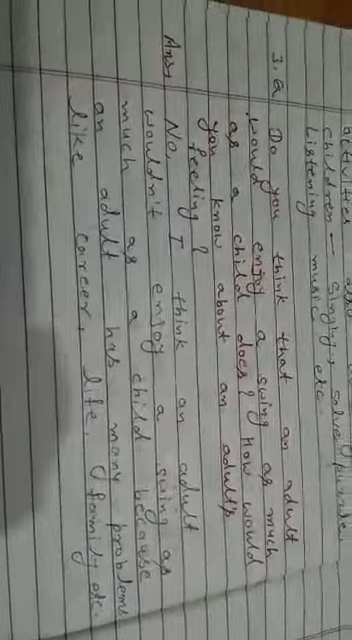 activities also
children – Singing, solve puzzle,
Listening music etc.
3. a Do you think that an adult
would enjoy a swing as much
as a child does? How would
you know about an adult's
feeling?
Ans: No, I think an adult
wouldn't enjoy a swing as
much as a child because
an adult has many problems
like career, life, family etc.